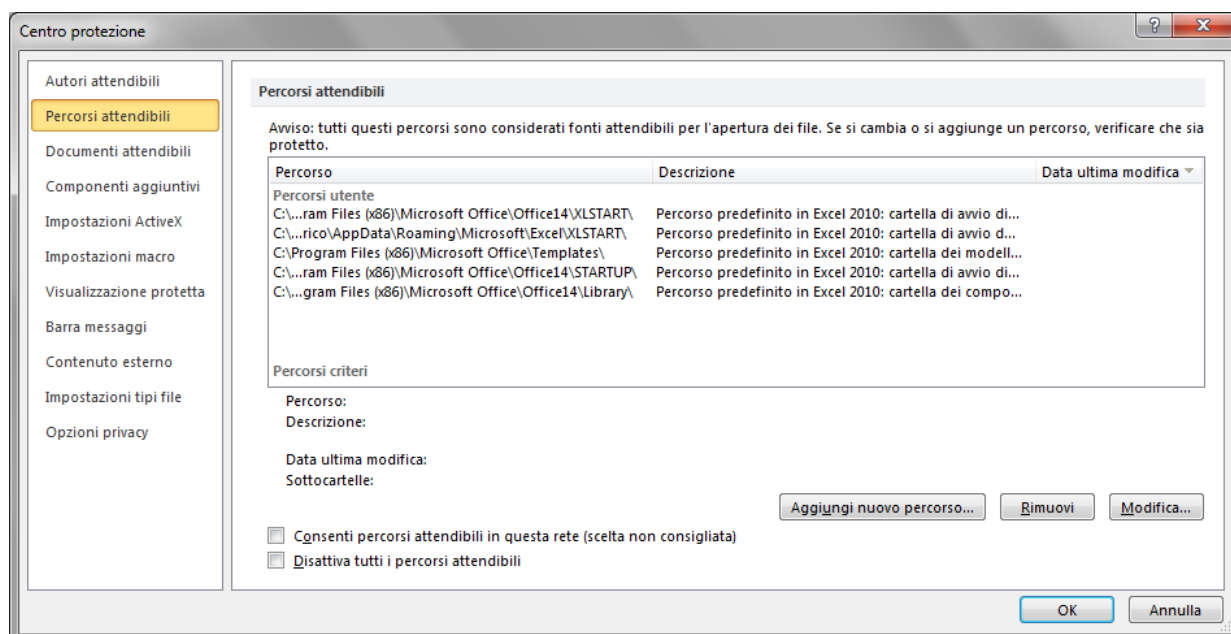 Centro protezione
Autori attendibili
Percorsi attendibili
Documenti attendibili
Componenti aggiuntivi
Impostazioni ActiveX
Impostazioni macro
Visualizzazione protetta
Barra messaggi
Contenuto esterno
Impostazioni tipi file
Opzioni privacy
Percorsi attendibili
Avviso: tutti questi percorsi sono considerati fonti attendibili per l'apertura dei file. Se si cambia o si aggiunge un percorso, verificare che sia
protetto.
Percorso Descrizione Data ultima modifica
Percorsi utente
C:\...ram Files (x86)\Microsoft Office\Office14\XLSTART\ Percorso predefinito in Excel 2010: cartella di avvio di...
C:\...rico\AppData\Roaming\Microsoft\Excel\XLSTART\ Percorso predefinito in Excel 2010: cartella di avvio d...
C:\Program Files (x86)\Microsoft Office\Templates\ Percorso predefinito in Excel 2010: cartella dei modell...
C:\...ram Files (x86)\Microsoft Office\Office14\STARTUP\ Percorso predefinito in Excel 2010: cartella di avvio di...
C:\...gram Files (x86)\Microsoft Office\Office14\Library\ Percorso predefinito in Excel 2010: cartella dei compo...
Percorsi criteri
Percorso:
Descrizione:
Data ultima modifica:
Sottocartelle:
Aggiungi nuovo percorso... Rimuovi Modifica...
Consenti percorsi attendibili in questa rete (scelta non consigliata)
Disattiva tutti i percorsi attendibili
OK Annulla